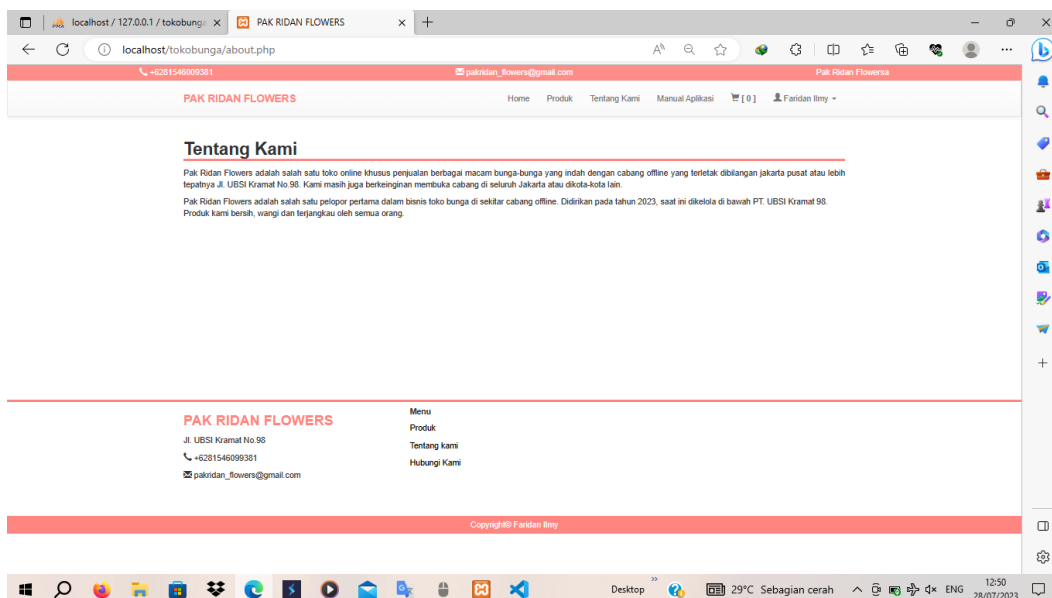 localhost / 127.0.0.1 / tokobunga
PAK RIDAN FLOWERS
localhost/tokobunga/about.php
+6281546009381
pakridan_flowers@gmail.com
Pak Ridan Flowersa
PAK RIDAN FLOWERS
Home
Produk
Tentang Kami
Manual Aplikasi
[ 0 ]
Faridan Ilmy
Tentang Kami
Pak Ridan Flowers adalah salah satu toko online khusus penjualan berbagai macam bunga-bunga yang indah dengan cabang offline yang terletak dibilangan jakarta pusat atau lebih
tepatnya Jl. UBSI Kramat No.98. Kami masih juga berkeinginan membuka cabang di seluruh Jakarta atau dikota-kota lain.
Pak Ridan Flowers adalah salah satu pelopor pertama dalam bisnis toko bunga di sekitar cabang offline. Didirikan pada tahun 2023, saat ini dikelola di bawah PT. UBSI Kramat 98.
Produk kami bersih, wangi dan terjangkau oleh semua orang.
PAK RIDAN FLOWERS
Jl. UBSI Kramat No.98
+6281546099381
pakridan_flowers@gmail.com
Menu
Produk
Tentang kami
Hubungi Kami
Copyright© Faridan Ilmy
Desktop
29°C Sebagian cerah
ENG
12:50
28/07/2023